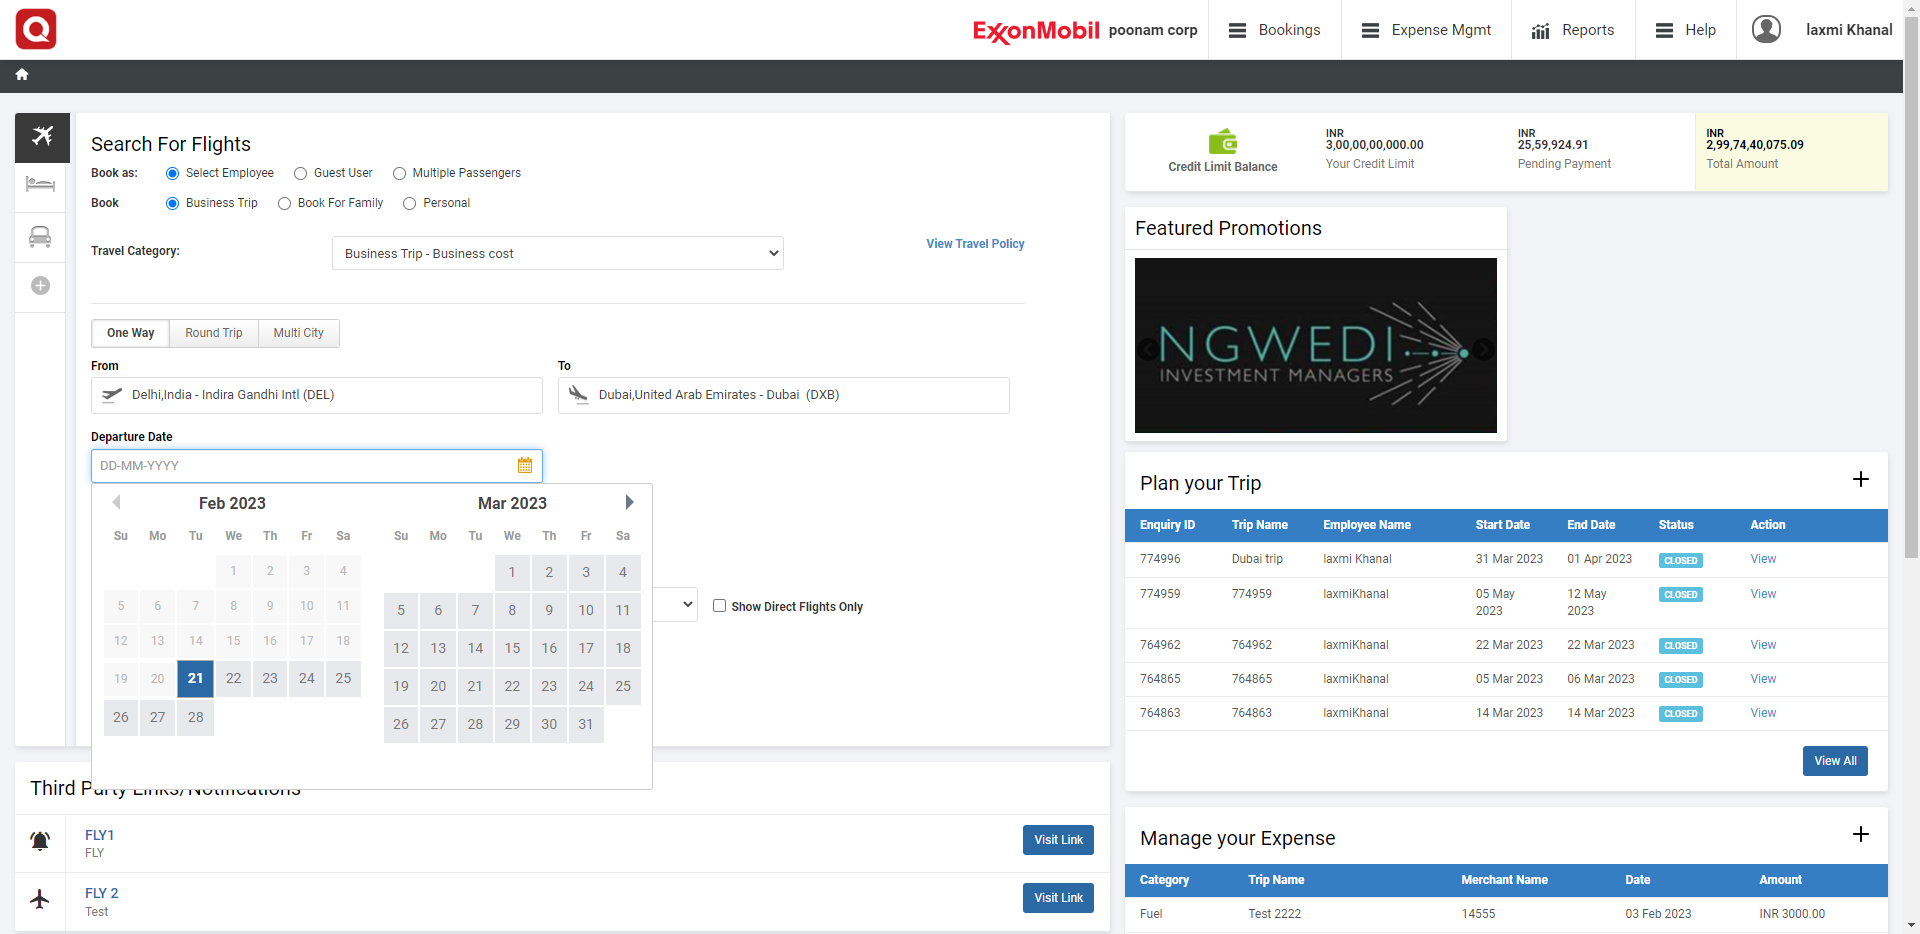 ExxonMobil poonam corp
Bookings
Expense Mgmt
Reports
Help
laxmi Khanal
Search For Flights
Book as: Select Employee Guest User Multiple Passengers
Book Business Trip Book For Family Personal
Travel Category: Business Trip - Business cost View Travel Policy
One Way Round Trip Multi City
From To
Delhi,India - Indira Gandhi Intl (DEL) Dubai,United Arab Emirates - Dubai (DXB)
Departure Date
DD-MM-YYYY
Feb 2023
Su Mo Tu We Th Fr Sa
1 2 3 4
5 6 7 8 9 10 11
12 13 14 15 16 17 18
19 20 21 22 23 24 25
26 27 28
Mar 2023
Su Mo Tu We Th Fr Sa
1 2 3 4
5 6 7 8 9 10 11
12 13 14 15 16 17 18
19 20 21 22 23 24 25
26 27 28 29 30 31
Show Direct Flights Only
Third Party Links/Notifications
FLY1
FLY
Visit Link
FLY 2
Test
Visit Link
Credit Limit Balance
INR
3,00,00,00,000.00
Your Credit Limit
INR
25,59,924.91
Pending Payment
INR
2,99,74,40,075.09
Total Amount
Featured Promotions
NGWEDI
INVESTMENT MANAGERS
Plan your Trip
Enquiry ID Trip Name Employee Name Start Date End Date Status Action
774996 Dubai trip laxmi Khanal 31 Mar 2023 01 Apr 2023 CLOSED View
774959 774959 laxmiKhanal 05 May 2023 12 May 2023 CLOSED View
764962 764962 laxmiKhanal 22 Mar 2023 22 Mar 2023 CLOSED View
764865 764865 laxmiKhanal 05 Mar 2023 06 Mar 2023 CLOSED View
764863 764863 laxmiKhanal 14 Mar 2023 14 Mar 2023 CLOSED View
View All
Manage your Expense
Category Trip Name Merchant Name Date Amount
Fuel Test 2222 14555 03 Feb 2023 INR 3000.00